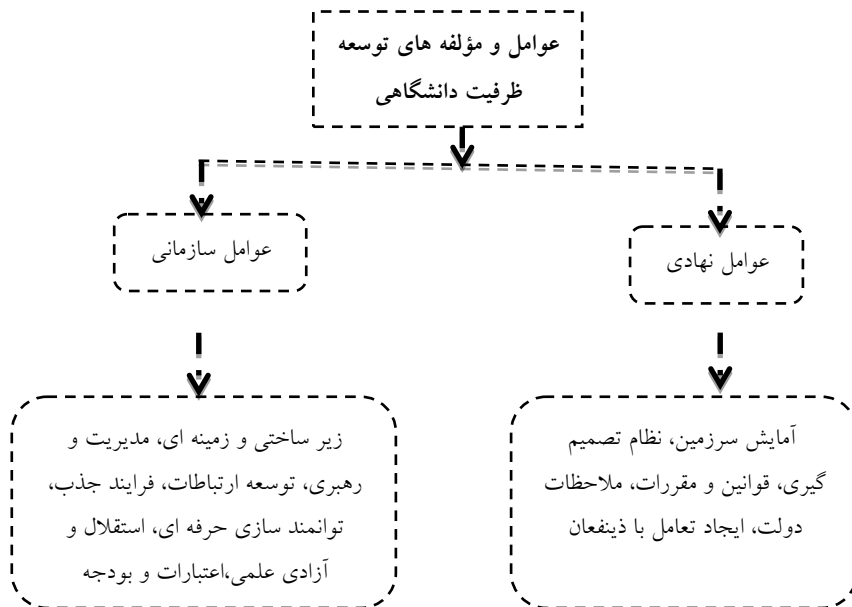 عوامل و مؤلفه های توسعه
ظرفیت دانشگاهی
عوامل نهادی
عوامل سازمانی
آمایش سرزمین، نظام تصمیم
گیری، قوانین و مقررات، ملاحظات
دولت، ایجاد تعامل با ذینفعان
زیر ساختی و زمینه ای، مدیریت و
رهبری، توسعه ارتباطات، فرایند جذب،
توانمند سازی حرفه ای، استقلال و
آزادی علمی،اعتبارات و بودجه